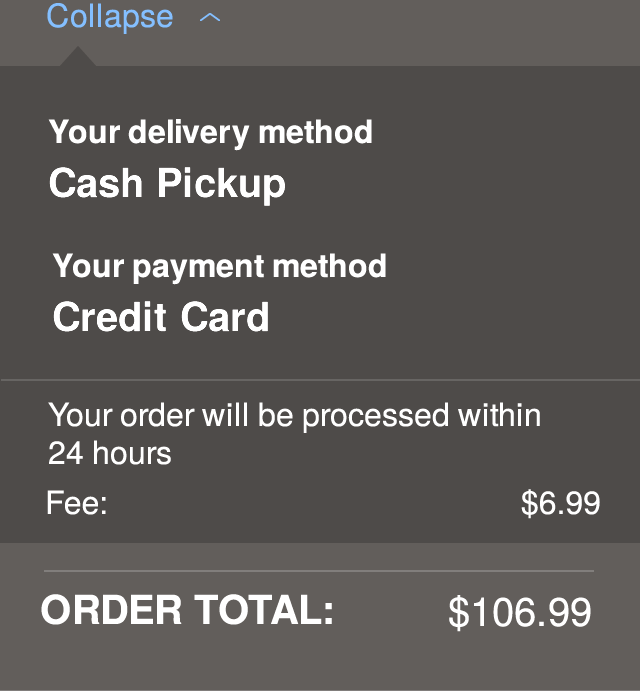 Collapse
Your delivery method
Cash Pickup
Your payment method
Credit Card
Your order will be processed within
24 hours
Fee: $6.99
ORDER TOTAL: $106.99